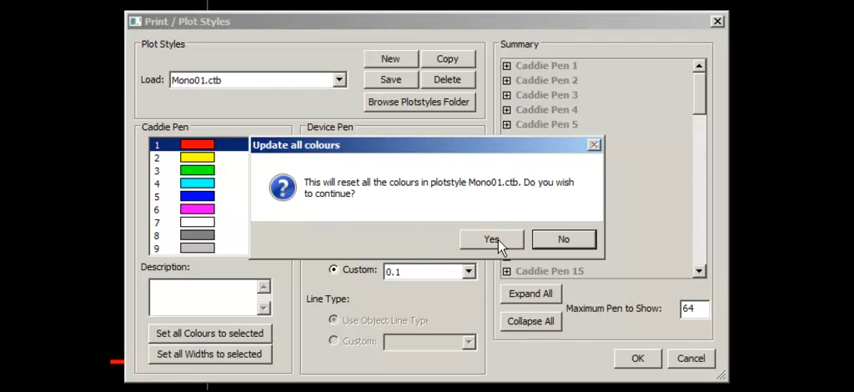 Print / Plot Styles
Plot Styles
Load: Mono01.ctb
New
Copy
Save
Delete
Browse Plotstyles Folder
Summary
Caddie Pen 1
Caddie Pen 2
Caddie Pen 3
Caddie Pen 4
Caddie Pen 5
Caddie Pen
Device Pen
1
2
3
4
5
6
7
8
9
Update all colours
This will reset all the colours in plotstyle Mono01.ctb. Do you wish
to continue?
Yes
No
Caddie Pen 15
Description:
Custom: 0.1
Line Type:
Use Object Line Type
Custom:
Set all Colours to selected
Set all Widths to selected
Expand All
Collapse All
Maximum Pen to Show: 64
OK
Cancel